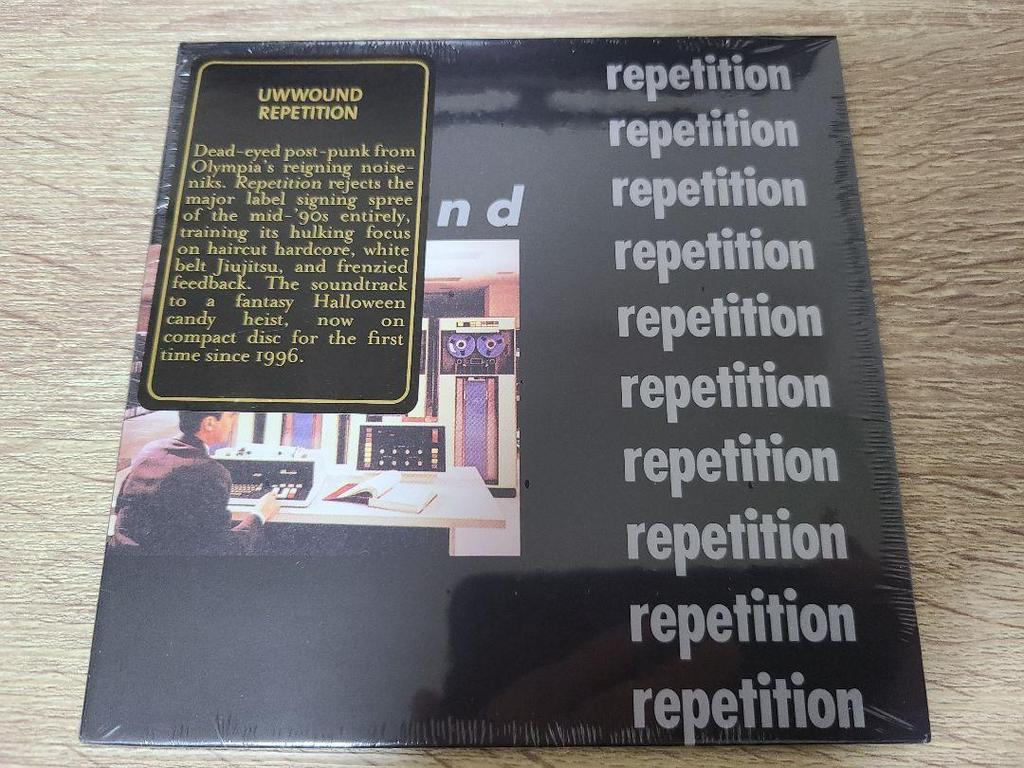 UWWOUND
REPETITION
Dead-eyed post-punk from
Olympia's reigning noise-
niks. Repetition rejects the
major label signing spree
of the mid-'90s entirely,
training its hulking focus
on haircut hardcore, white
belt Jiujitsu, and frenzied
feedback. The soundtrack
to a fantasy Halloween
candy heist, now on
compact disc for the first
time since 1996.
nd
repetition
repetition
repetition
repetition
repetition
repetition
repetition
repetition
repetition
repetition